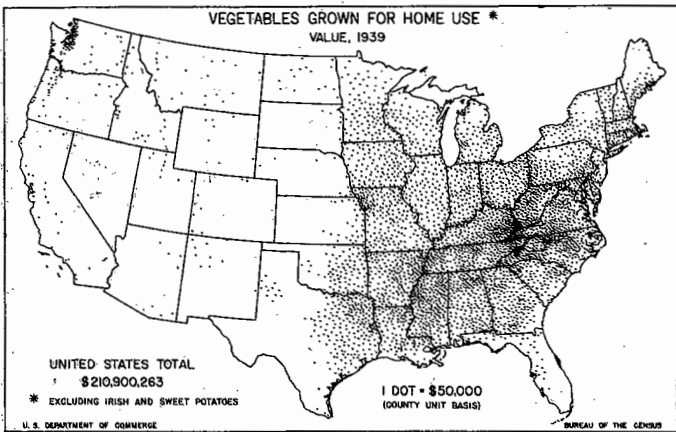 VEGETABLES GROWN FOR HOME USE *
VALUE, 1939
UNITED STATES TOTAL
$210,900,263
* EXCLUDING IRISH AND SWEET POTATOES
1 DOT = $50,000
(COUNTY UNIT BASIS)
U. S. DEPARTMENT OF COMMERCE
BUREAU OF THE CENSUS